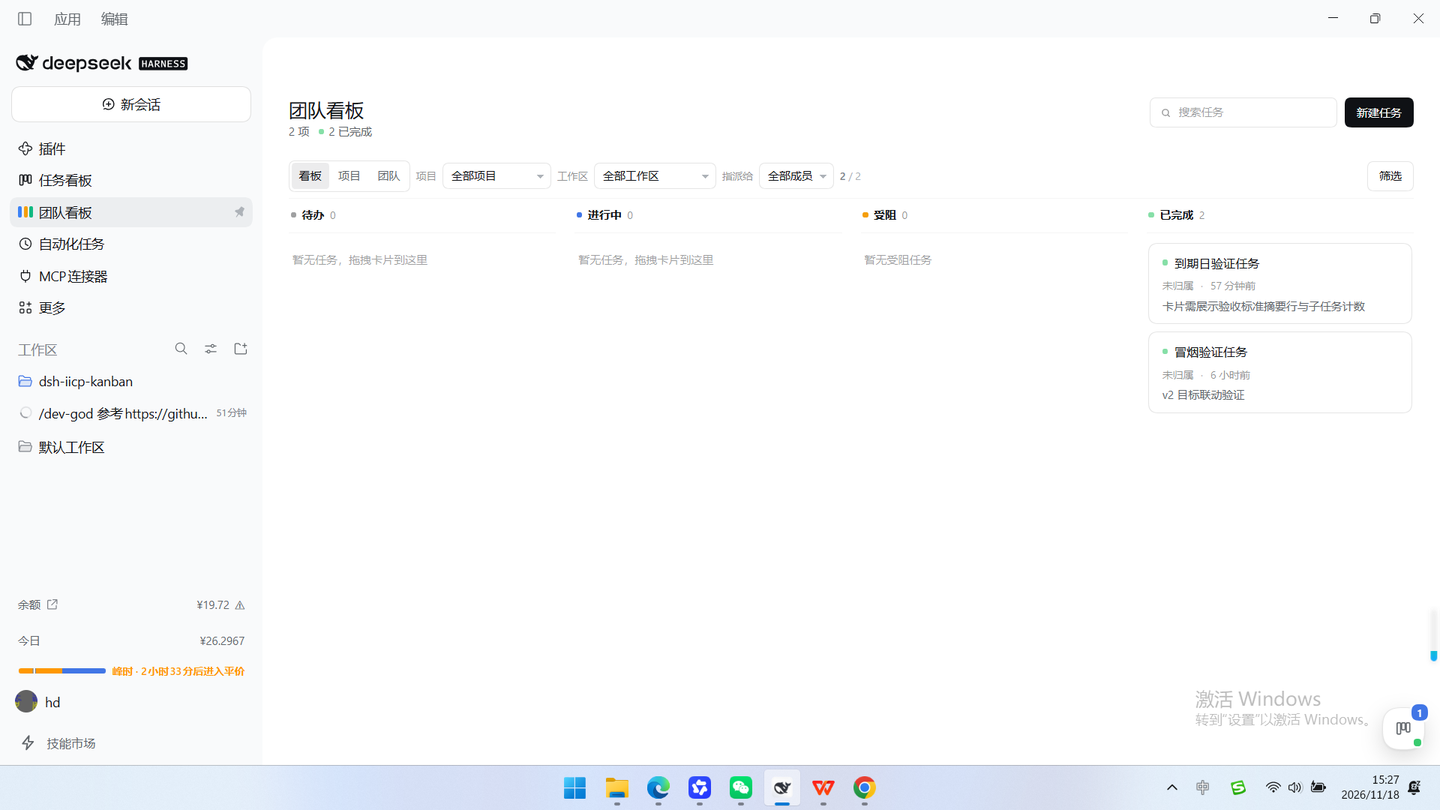 应用 编辑
deepseek HARNESS
新会话
插件
任务看板
团队看板
自动化任务
MCP连接器
更多
工作区
dsh-iicp-kanban
/dev-god 参考https://githu... 51分钟
默认工作区
余额 ¥19.72
今日 ¥26.2967
峰时 · 2小时33分后进入平价
hd
技能市场
团队看板
2 项 2 已完成
搜索任务 新建任务
看板 项目 团队 项目 全部项目 工作区 全部工作区 指派给 全部成员 2 / 2 筛选
待办 0
暂无任务，拖拽卡片到这里
进行中 0
暂无任务，拖拽卡片到这里
受阻 0
暂无受阻任务
已完成 2
到期日验证任务
未归属 · 57 分钟前
卡片需展示验收标准摘要行与子任务计数
冒烟验证任务
未归属 · 6 小时前
v2 目标联动验证
激活 Windows
转到"设置"以激活 Windows。
1
中
15:27
2026/11/18